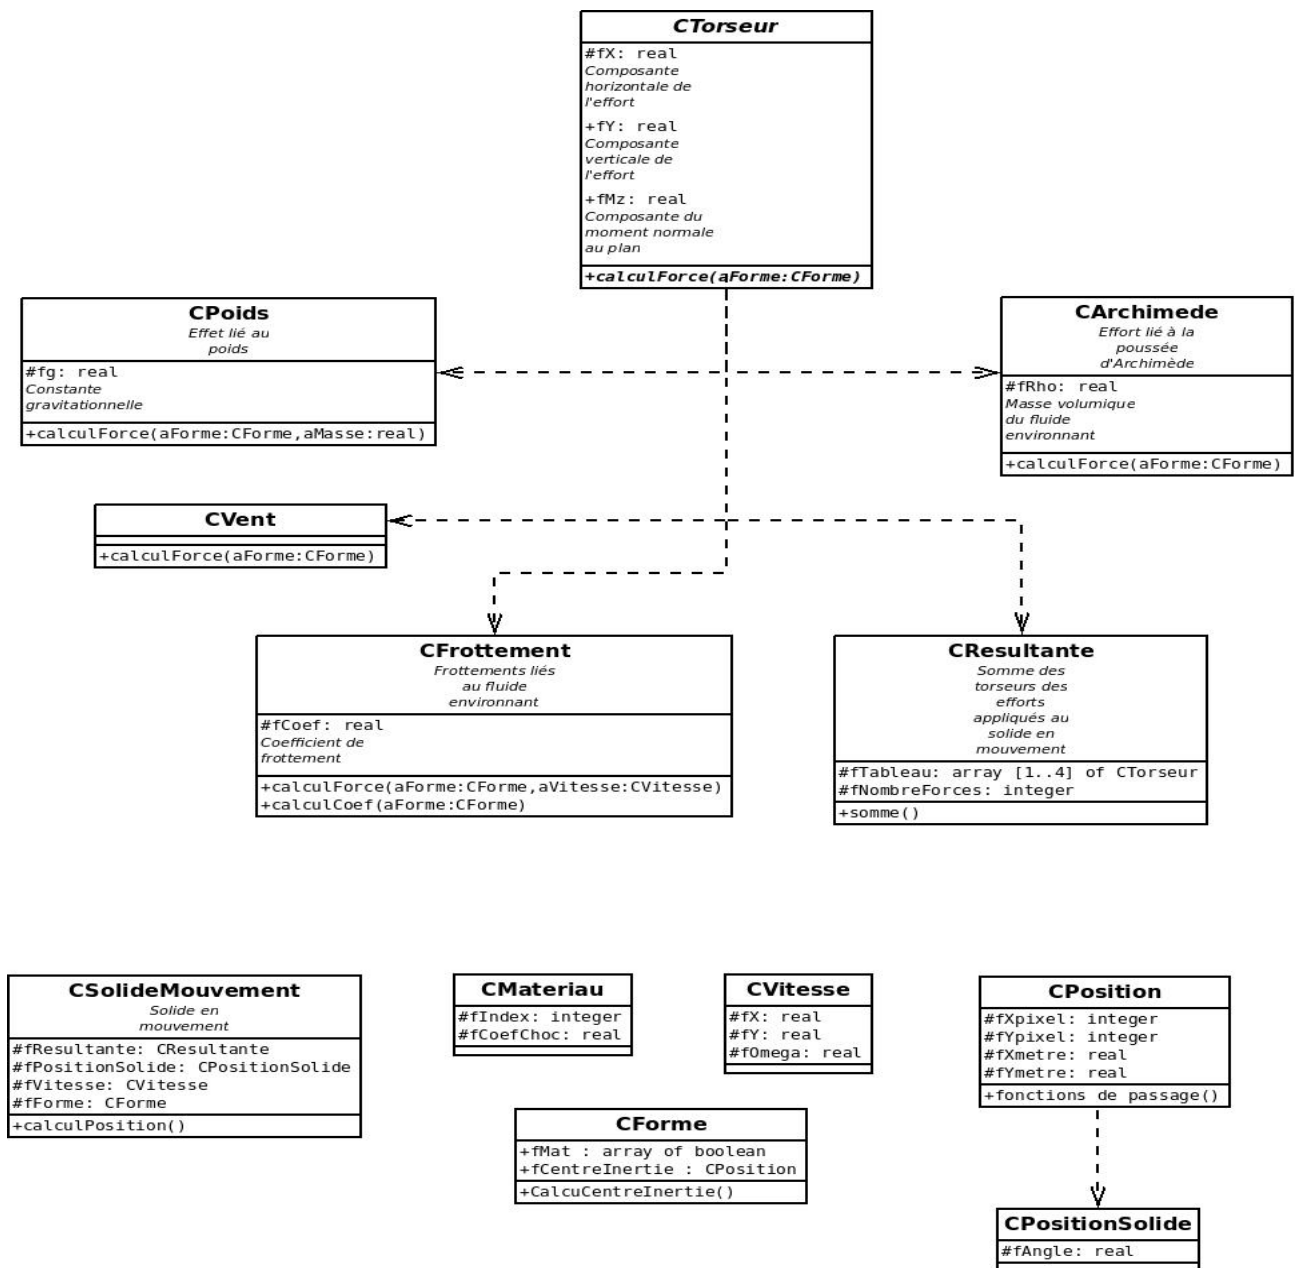 CTorseur
#fX: real
Composante
horizontale de
l'effort
+fY: real
Composante
verticale de
l'effort
+fMz: real
Composante du
moment normale
au plan
+calculForce(aForme:CForme)
CPoids
Effet lié au
poids
#fg: real
Constante
gravitationnelle
+calculForce(aForme:CForme,aMasse:real)
CArchimede
Effort lié à la
poussée
d'Archimède
#fRho: real
Masse volumique
du fluide
environnant
+calculForce(aForme:CForme)
CVent
+calculForce(aForme:CForme)
CFrottement
Frottements liés
au fluide
environnant
#fCoef: real
Coefficient de
frottement
+calculForce(aForme:CForme,aVitesse:CVitesse)
+calculCoef(aForme:CForme)
CResultante
Somme des
torseurs des
efforts
appliqués au
solide en
mouvement
#fTableau: array [1..4] of CTorseur
#fNombreForces: integer
+somme()
CSolideMouvement
Solide en
mouvement
#fResultante: CResultante
#fPositionSolide: CPositionSolide
#fVitesse: CVitesse
#fForme: CForme
+calculPosition()
CMateriau
#fIndex: integer
#fCoefChoc: real
CVitesse
#fX: real
#fY: real
#fOmega: real
CPosition
#fXpixel: integer
#fYpixel: integer
#fXmetre: real
#fYmetre: real
+fonctions de passage()
CForme
+fMat : array of boolean
+fCentreInertie : CPosition
+CalcuCentreInertie()
CPositionSolide
#fAngle: real